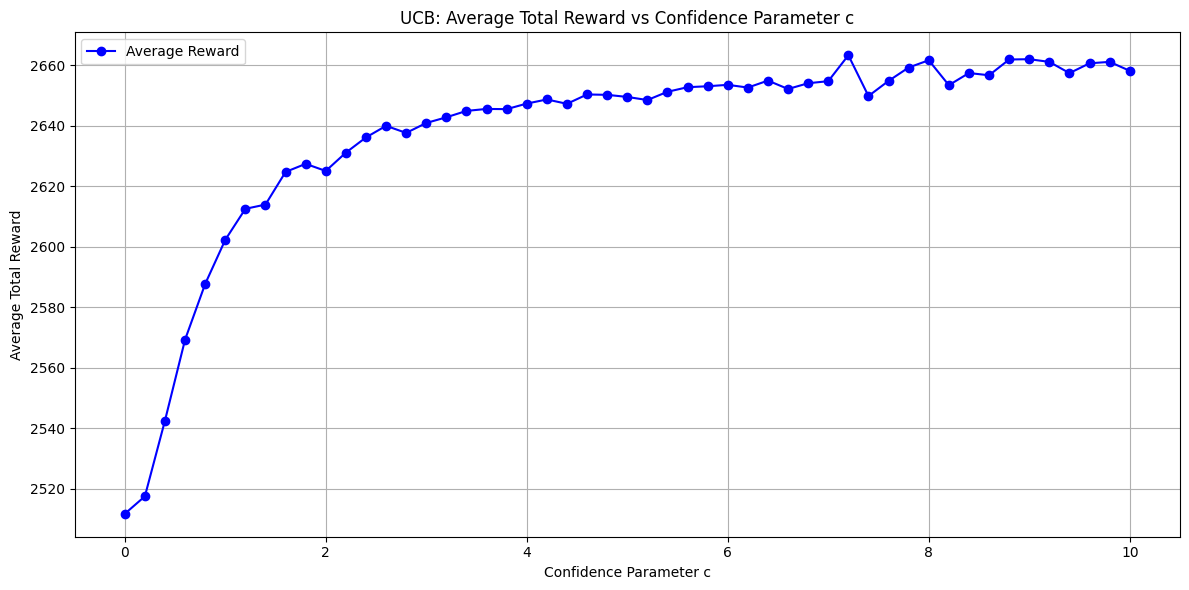 UCB: Average Total Reward vs Confidence Parameter c
Average Reward
Average Total Reward
2660
2640
2620
2600
2580
2560
2540
2520
0 2 4 6 8 10
Confidence Parameter c